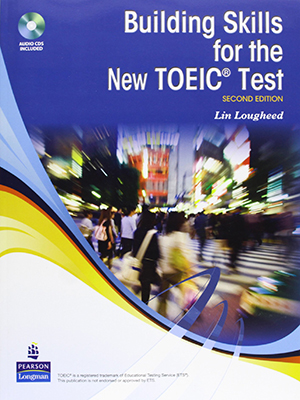 AUDIO CDS
INCLUDED
Building Skills
for the
New TOEIC® Test
SECOND EDITION
Lin Lougheed
PEARSON
Longman
TOEIC® is a registered trademark of Educational Testing Service (ETS).
This publication is not endorsed or approved by ETS.